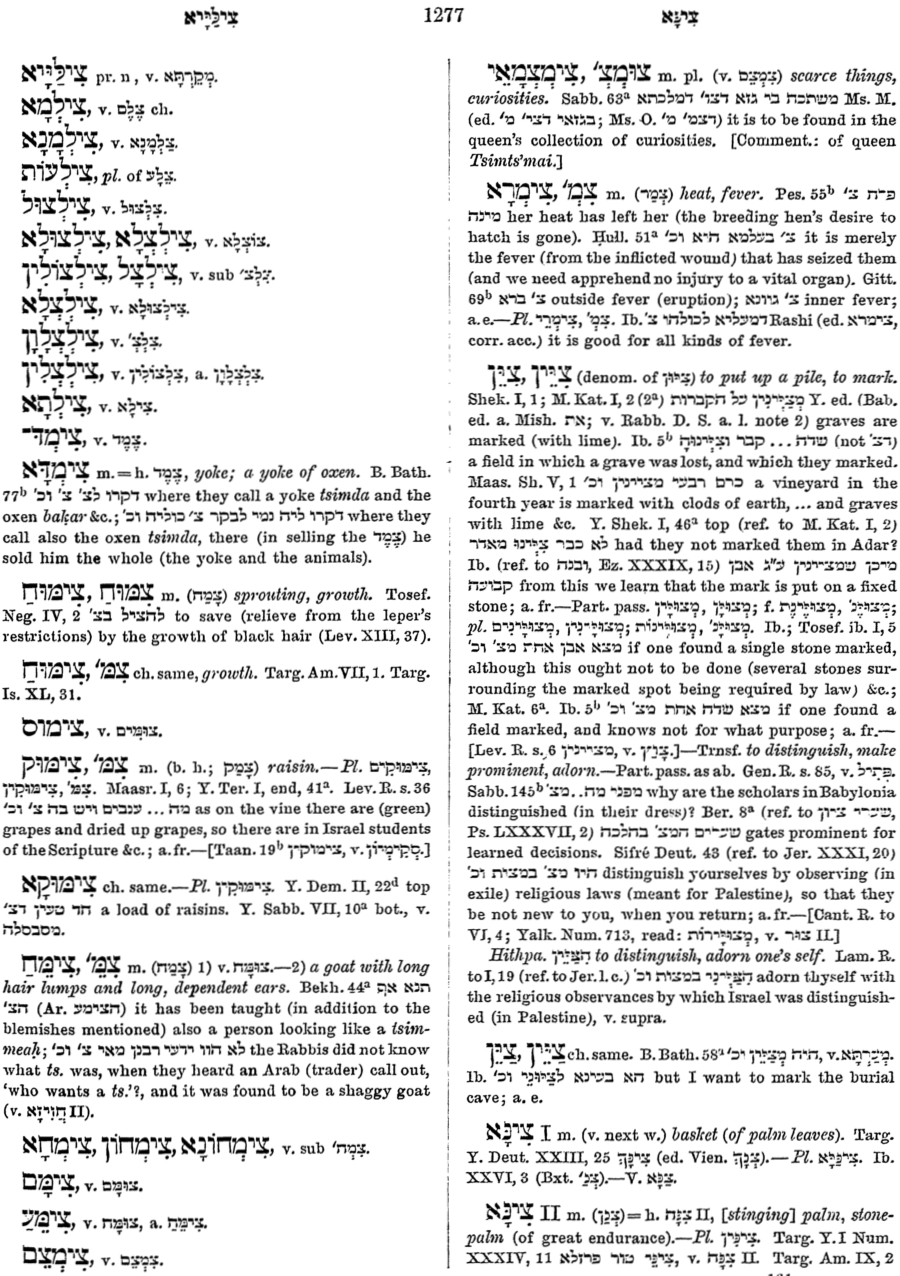 צִילַּיָּיא 1277 צִינָּא
צִילַּיָּיא pr. n, v. מְקַרְתָּא.
צִילְמָא, v. צֶלֶם ch.
צִילְמָנָא, v. צַלְמָנָא.
צִילְעוֹת, pl. of צֵלָע.
צִילְצוּל, v. צִלְצוּל.
צִילְצְלָא, צִילְצוּלָא, v. צוֹצְלָא.
צִילְצָל, צִילְצוֹלִין, v. sub צִלְצ׳.
צִילְצְלָא, v. צִלְצוּלָא.
צִילְצְלָן, v. צִלְצ׳.
צִילְצְלִין, v. צִלְצוֹלִין, a. צִלְצְלָן.
צִילְתָא, v. צִילָא.
צִימְד־, v. צֶמֶד.
צִימְדָּא m. = h. צֶמֶד, yoke; a yoke of oxen. B. Bath.
77b דקרו לצ׳ צ׳ וכ׳ where they call a yoke tsimda and the
oxen baḳar &c.; דקרו ליה נמי לבקר צ׳ כוליה וכ׳ where they
call also the oxen tsimda, there (in selling the צֶמֶד) he
sold him the whole (the yoke and the animals).
צִמּוּחַ, צִימוּחַ m. (צָמַח) sprouting, growth. Tosef.
Neg. IV, 2 להציל בצ׳ to save (relieve from the leper's
restrictions) by the growth of black hair (Lev. XIII, 37).
צִמּ׳, צִימּוּחַ ch. same, growth. Targ. Am. VII, 1. Targ.
Is. XL, 31.
צִימוֹס, v. צוּמִּים.
צִמּ׳, צִימּוּק m. (b. h.; צָמַק) raisin.—Pl. צִימּוּקִים,
צִימּוּקִין, צִמּ׳. Maasr. I, 6; Y. Ter. I, end, 41a. Lev. R. s. 36
מה ... ענבים ויש בה צ׳ וכ׳ as on the vine there are (green)
grapes and dried up grapes, so there are in Israel students
of the Scripture &c.; a. fr.—[Taan. 19b צימוקין, v. סְקִרְמִיּוֹן.]
צִימּוּקָא ch. same.—Pl. צִימּוּקִין. Y. Dem. II, 22d top
חד טעין דצ׳ a load of raisins. Y. Sabb. VII, 10a bot., v.
מסבסלה.
צִמּ׳, צִימֵּחַ m. (צָמַח) 1) v. צוּמַּח.—2) a goat with long
hair lumps and long, dependent ears. Bekh. 44a תנא אף
הצ׳ (Ar. הצימע) it has been taught (in addition to the
blemishes mentioned) also a person looking like a tsim-
meaḥ; לא הוו ידעי רבנן מאי צ׳ וכ׳ the Rabbis did not know
what ts. was, when they heard an Arab (trader) call out,
‘who wants a ts.’?, and it was found to be a shaggy goat
(v. חֲוִרְזָא II).
צִימְחוֹנָא, צִימְחוֹן, צִימְחָא, v. sub צִמְח׳.
צִימָּם, v. צוּמָּם.
צִימֵּעַ, v. צוּמָּח, a. צִימֵּחַ.
צִימְצֵם, v. צִמְצֵם.
צוּמְצ׳, צִימְצְמָאֵי m. pl. (v. צִמְצֵם) scarce things,
curiosities. Sabb. 63a משתכח בי גזא דצו׳ דמלכתא Ms. M.
(ed. בגזאי דצי׳ מ׳; Ms. O. דצמ׳ מ׳) it is to be found in the
queen's collection of curiosities. [Comment.: of queen
Tsimts'mai.]
צִמְ׳, צִימְרָא m. (צמר) heat, fever. Pes. 55b פרח צ׳
מינה her heat has left her (the breeding hen's desire to
hatch is gone). Ḥull. 51a צ׳ בעלמא היא וכ׳ it is merely
the fever (from the inflicted wound) that has seized them
(and we need apprehend no injury to a vital organ). Gitt.
69b צ׳ ברא outside fever (eruption); צ׳ גוונא inner fever;
a. e.—Pl. צִימְרֵי, צִמְ׳. Ib. דמעליא לכולהו צ׳ Rashi (ed. צימרא,
corr. acc.) it is good for all kinds of fever.
צִיֵּין, צִיֵּן (denom. of צִיּוּן) to put up a pile, to mark.
Shek. I, 1; M. Kat. I, 2 (2a) מְצַיְּינִין על הקברות Y. ed. (Bab.
ed. a. Mish. את; v. Rabb. D. S. a. l. note 2) graves are
marked (with lime). Ib. 5b שדה ... קבר וצִיְּינוּהָ (not דצ׳)
a field in which a grave was lost, and which they marked.
Maas. Sh. V, 1 כרם רבעי מציינין וכ׳ a vineyard in the
fourth year is marked with clods of earth, ... and graves
with lime &c. Y. Shek. I, 46a top (ref. to M. Kat. I, 2)
לא כבר צִיְּינוּ מאדר had they not marked them in Adar?
Ib. (ref. to ובנה, Ez. XXXIX, 15) מיכן שמציינין ע״ג אבן
קבועה from this we learn that the mark is put on a fixed
stone; a. fr.—Part. pass. מְצוּיָּין, מְצוּיָּן; f. מְצוּיֶּינֶת, מְצוּיֶּנֶ׳;
pl. מְצוּיָּינִים, מְצוּיָּינִין; מְצוּיָּינוֹת, מְצוּיָּנ׳. Ib.; Tosef. ib. I, 5
מצא אבן אחת מצ׳ וכ׳ if one found a single stone marked,
although this ought not to be done (several stones sur-
rounding the marked spot being required by law) &c.;
M. Kat. 6a. Ib. 5b מצא שדה אחת מצ׳ וכ׳ if one found a
field marked, and knows not for what purpose; a. fr.—
[Lev. R. s. 6 מציינין, v. צָוַץ.]—Trnsf. to distinguish, make
prominent, adorn.—Part. pass. as ab. Gen. R. s. 85, v. פָּתִיל.
Sabb. 145b מפני מה .. מצ׳ why are the scholars in Babylonia
distinguished (in their dress)? Ber. 8a (ref. to שערי ציון,
Ps. LXXXVII, 2) שערים המצ׳ בהלכה gates prominent for
learned decisions. Sifré Deut. 43 (ref. to Jer. XXXI, 20)
היו מצ׳ במצות וכ׳ distinguish yourselves by observing (in
exile) religious laws (meant for Palestine), so that they
be not new to you, when you return; a. fr.—[Cant. R. to
VI, 4; Yalk. Num. 713, read: מְצוּיָּירוֹת, v. צוּר II.]
Hithpa. הִצְטַיֵּין to distinguish, adorn one's self. Lam. R.
to I, 19 (ref. to Jer. l. c.) הִצְטַיְּינִי במצות וכ׳ adorn thyself with
the religious observances by which Israel was distinguish-
ed (in Palestine), v. supra.
צַיֵּין, צַיֵּן ch. same. B. Bath. 58a היה מְצַיֵּין וכ׳, v. מְעַרְתָּא.
Ib. הא בעינא לצַיּוּנֵי וכ׳ but I want to mark the burial
cave; a. e.
צִינָּא I m. (v. next w.) basket (of palm leaves). Targ.
Y. Deut. XXIII, 25 צִינָּךְ (ed. Vien. צַנָּךְ).—Pl. צִינַּיָּא. Ib.
XXVI, 3 (Bxt. צַנַּ׳).—V. צַנָּא.
צִינָּא II m. (צנן) = h. צִנָּה II, [stinging] palm, stone-
palm (of great endurance).—Pl. צִינִּין. Targ. Y. I Num.
XXXIV, 11 צִינֵּי טור פרזלא, v. צִנָּה II. Targ. Am. IX, 2